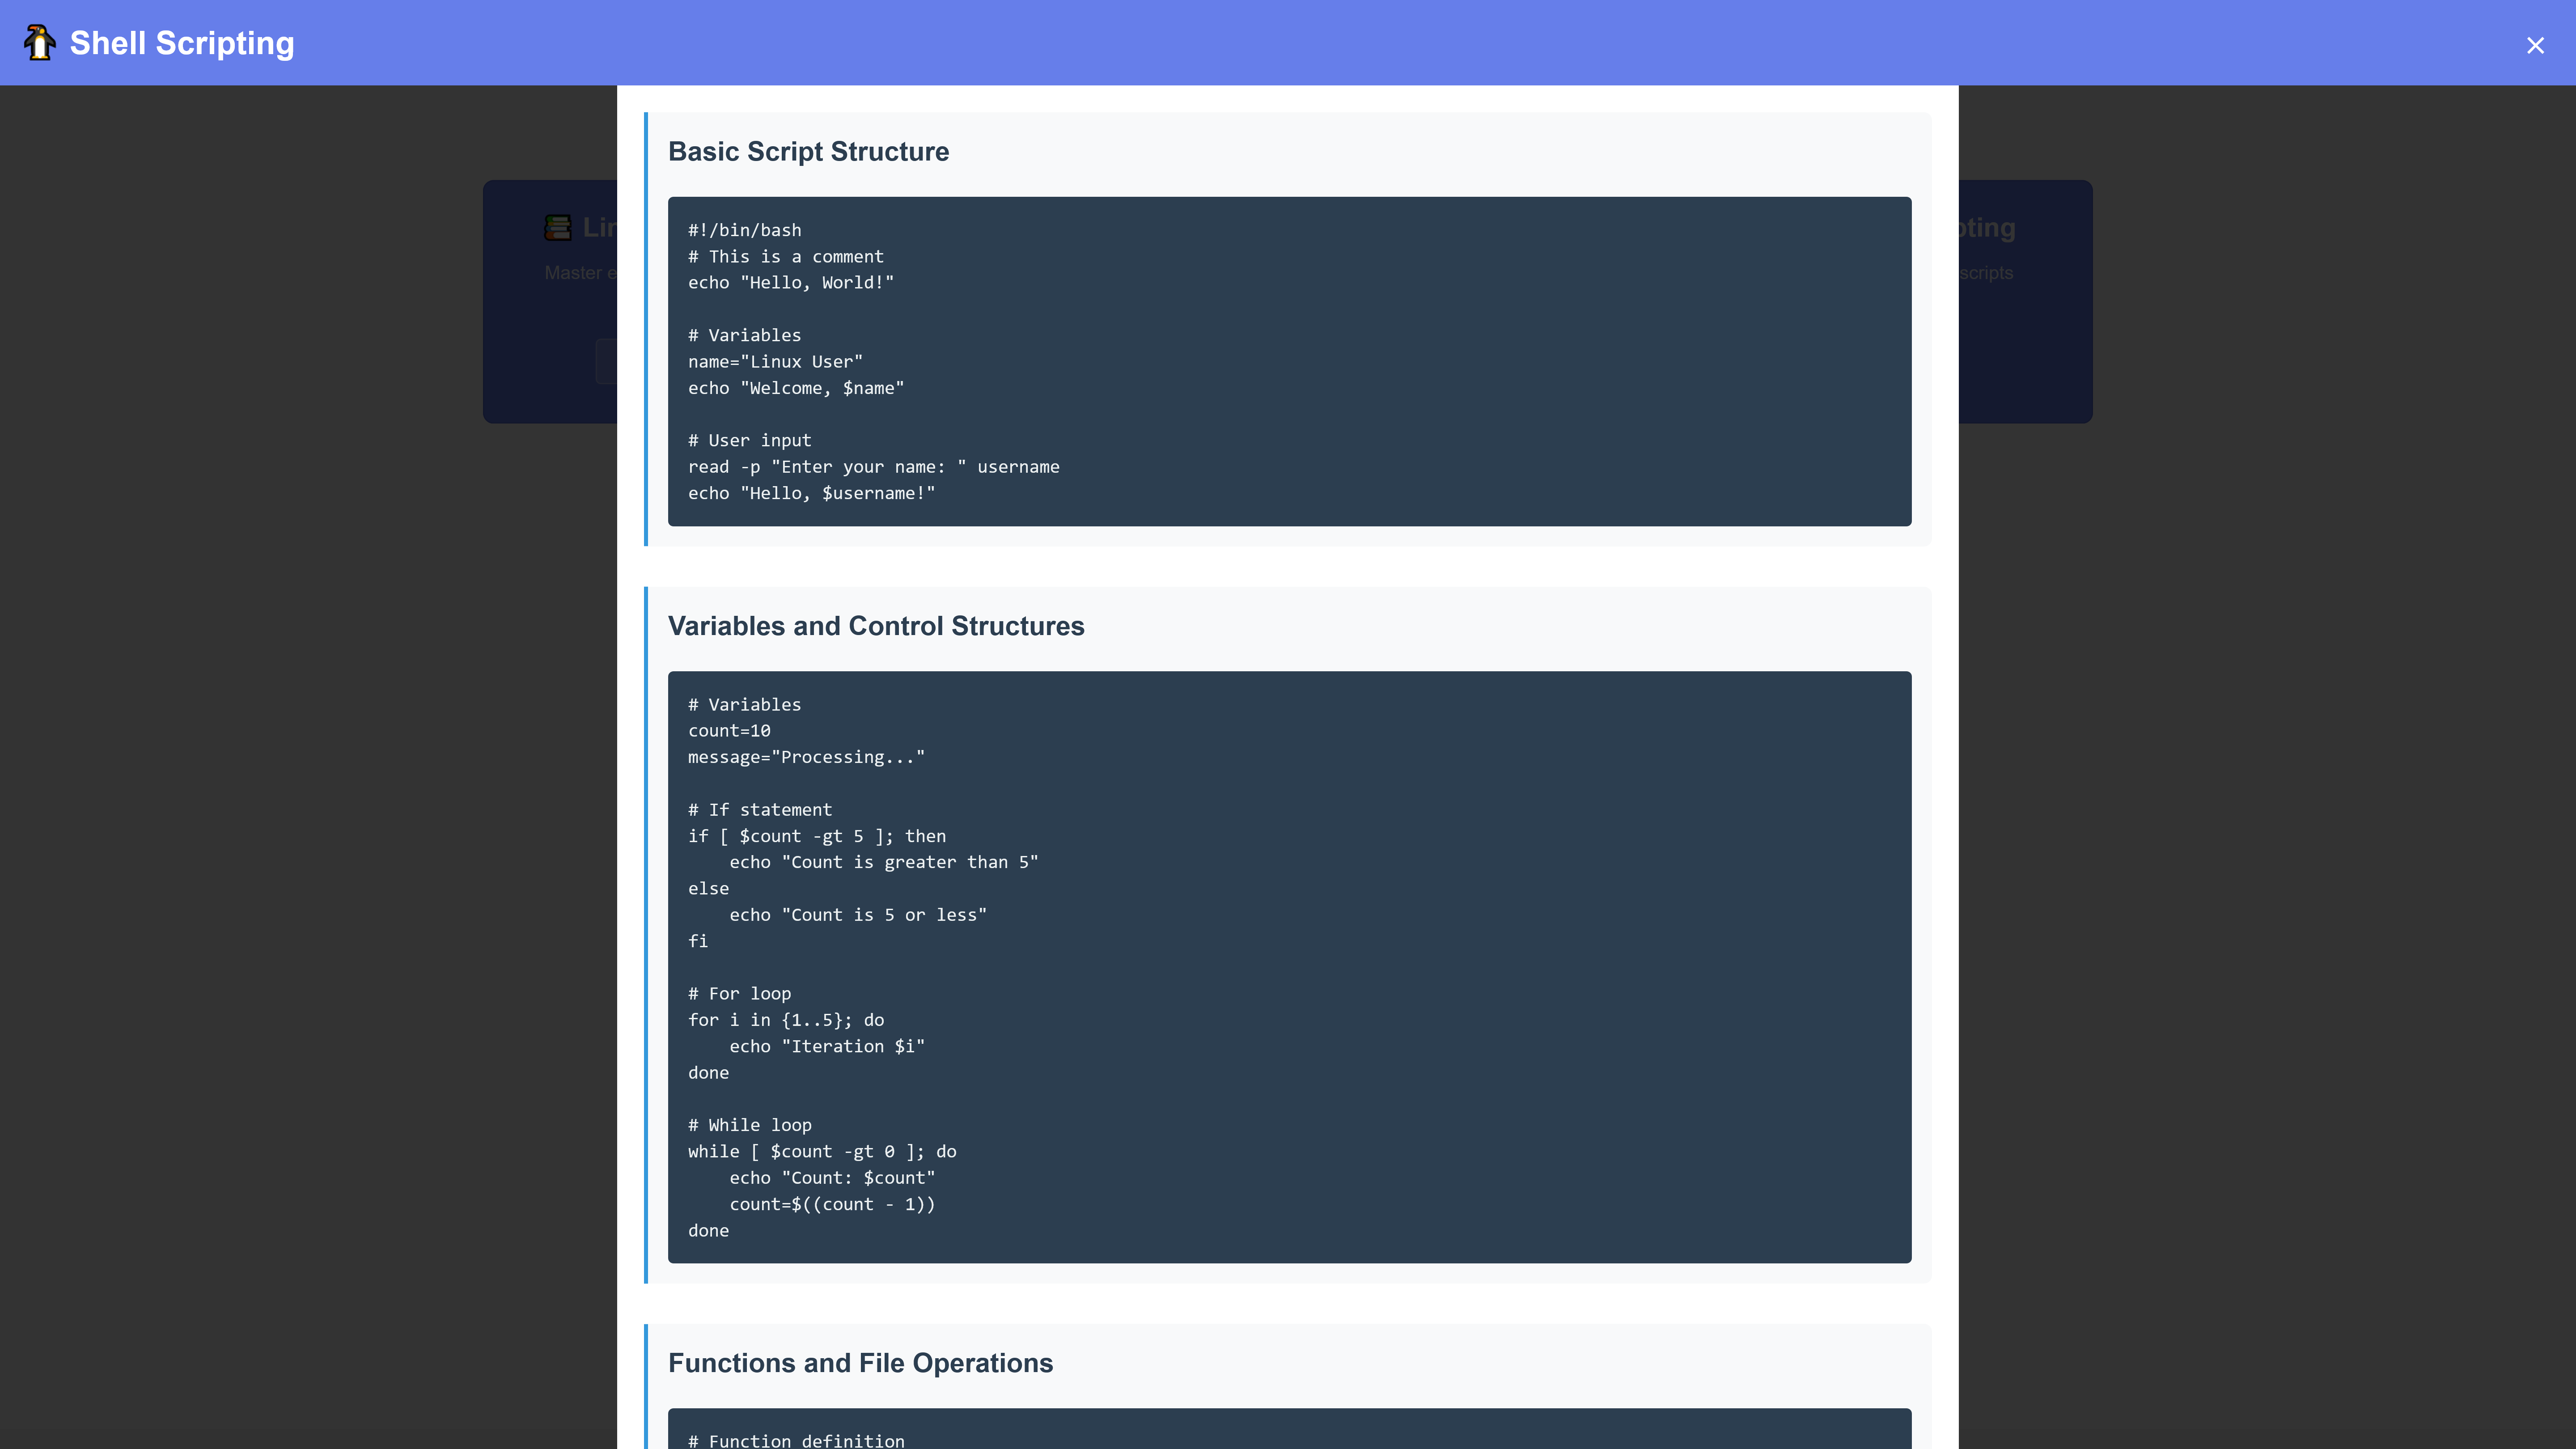 Shell Scripting
×
Lin
pting
Master e
scripts
Basic Script Structure
#!/bin/bash
# This is a comment
echo "Hello, World!"
# Variables
name="Linux User"
echo "Welcome, $name"
# User input
read -p "Enter your name: " username
echo "Hello, $username!"
Variables and Control Structures
# Variables
count=10
message="Processing..."
# If statement
if [ $count -gt 5 ]; then
    echo "Count is greater than 5"
else
    echo "Count is 5 or less"
fi
# For loop
for i in {1..5}; do
    echo "Iteration $i"
done
# While loop
while [ $count -gt 0 ]; do
    echo "Count: $count"
    count=$((count - 1))
done
Functions and File Operations
# Function definition